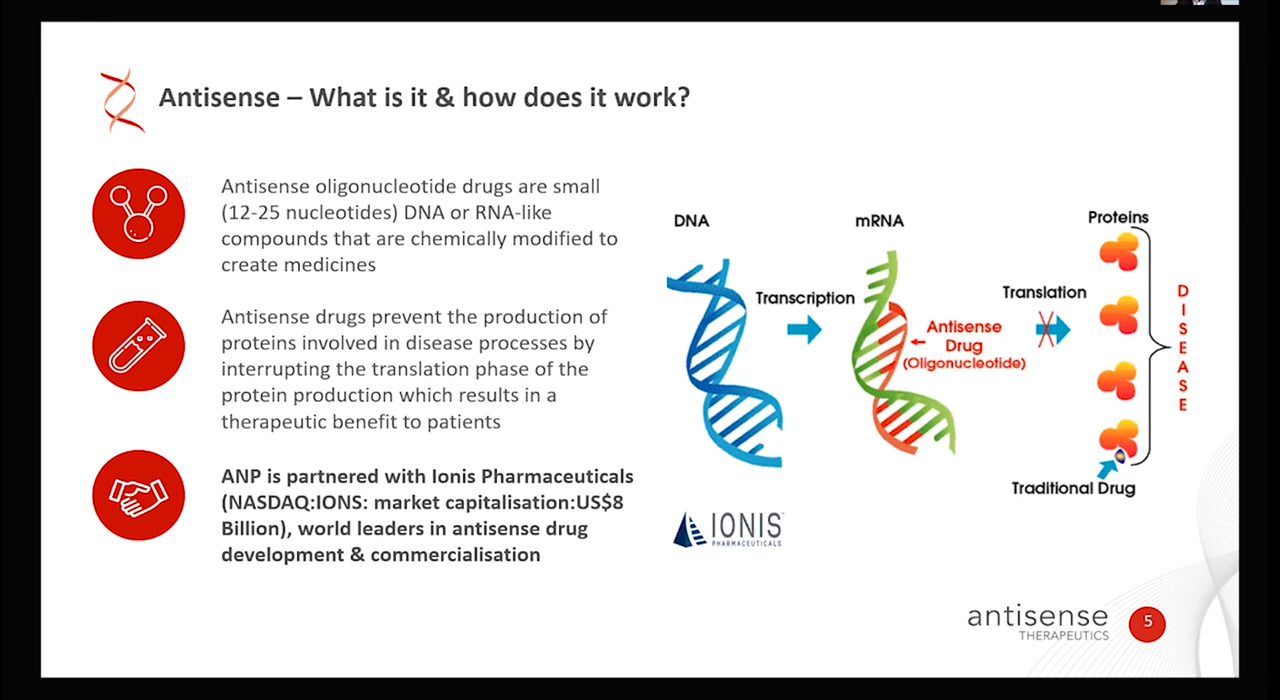 Antisense – What is it & how does it work?
Antisense oligonucleotide drugs are small
(12-25 nucleotides) DNA or RNA-like
compounds that are chemically modified to
create medicines
Antisense drugs prevent the production of
proteins involved in disease processes by
interrupting the translation phase of the
protein production which results in a
therapeutic benefit to patients
ANP is partnered with Ionis Pharmaceuticals
(NASDAQ:IONS: market capitalisation:US$8
Billion), world leaders in antisense drug
development & commercialisation
DNA
mRNA
Proteins
Transcription
Translation
Antisense
Drug
(Oligonucleotide)
DISEASE
Traditional Drug
IONIS
PHARMACEUTICALS
antisense
THERAPEUTICS
5